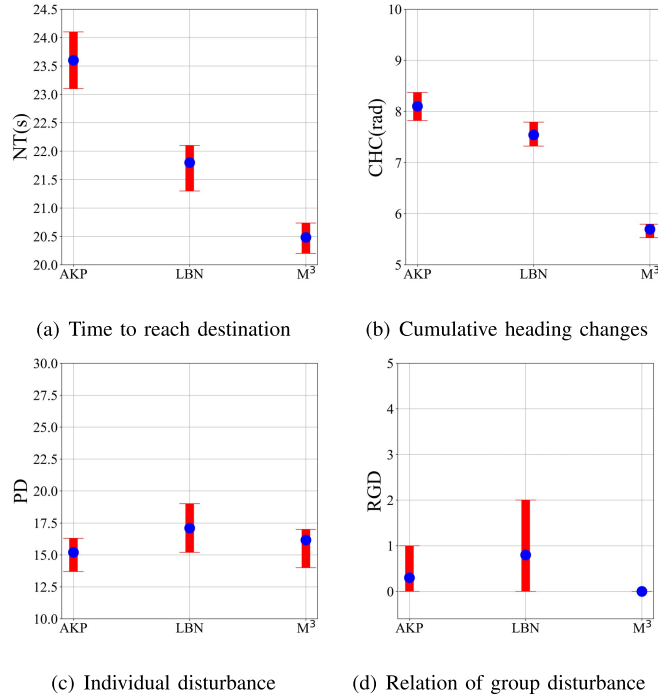 24.5
24.0
23.5
23.0
22.5
22.0
21.5
21.0
20.5
20.0
NT(s)
AKP LBN M³
(a) Time to reach destination
10
9
8
7
6
5
CHC(rad)
AKP LBN M³
(b) Cumulative heading changes
30.0
27.5
25.0
22.5
20.0
17.5
15.0
12.5
10.0
PD
AKP LBN M³
(c) Individual disturbance
5
4
3
2
1
0
RGD
AKP LBN M³
(d) Relation of group disturbance